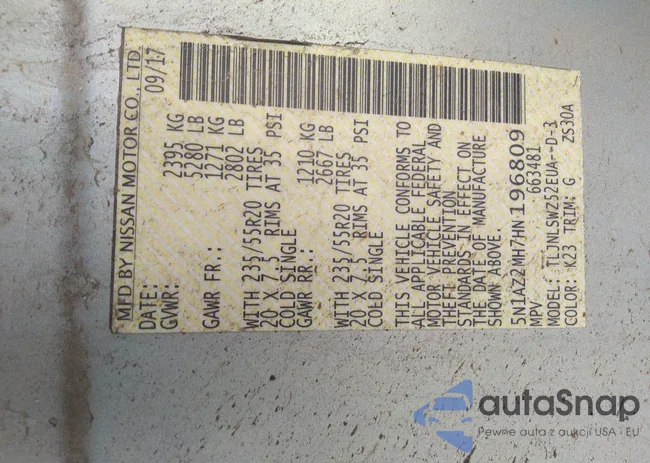 MFD BY NISSAN MOTOR CO., LTD.
DATE: 09/17
GVWR: 2395 KG
5280 LB
GAWR FR.: 1271 KG
2802 LB
WITH 235/55R20 TIRES
20 X 7.5 RIMS AT 35 PSI
COLD SINGLE
GAWR RR.: 1210 KG
2667 LB
WITH 235/55R20 TIRES
20 X 7.5 RIMS AT 35 PSI
COLD SINGLE
THIS VEHICLE CONFORMS TO
ALL APPLICABLE FEDERAL
MOTOR VEHICLE SAFETY AND
THEFT PREVENTION
STANDARDS IN EFFECT ON
THE DATE OF MANUFACTURE
SHOWN ABOVE.
5N1AZ2MH7HN196809
MPV 663481
MODEL: TLJNLSWZ52EUA--D-3
COLOR: K23 TRIM: G ZS30A
autaSnap
Pewne auta z aukcji USA i EU